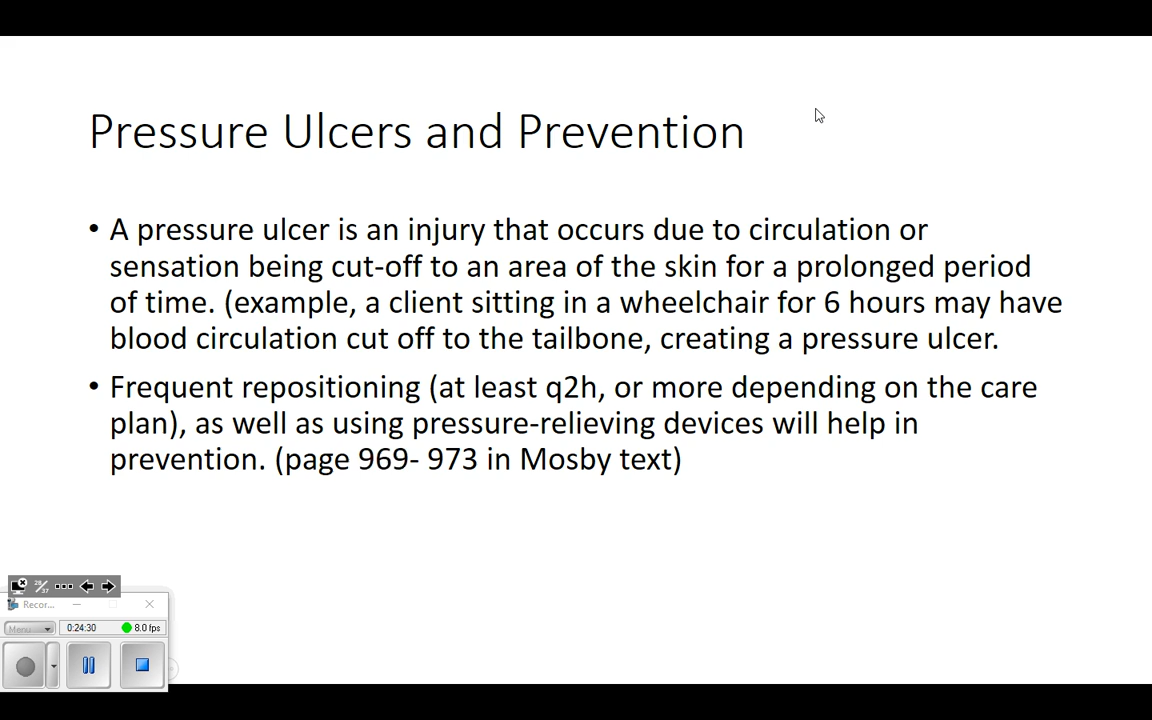 Pressure Ulcers and Prevention
• A pressure ulcer is an injury that occurs due to circulation or
sensation being cut-off to an area of the skin for a prolonged period
of time. (example, a client sitting in a wheelchair for 6 hours may have
blood circulation cut off to the tailbone, creating a pressure ulcer.
• Frequent repositioning (at least q2h, or more depending on the care
plan), as well as using pressure-relieving devices will help in
prevention. (page 969- 973 in Mosby text)
28/37
Recor...
Menu 0:24:30 8.0 fps